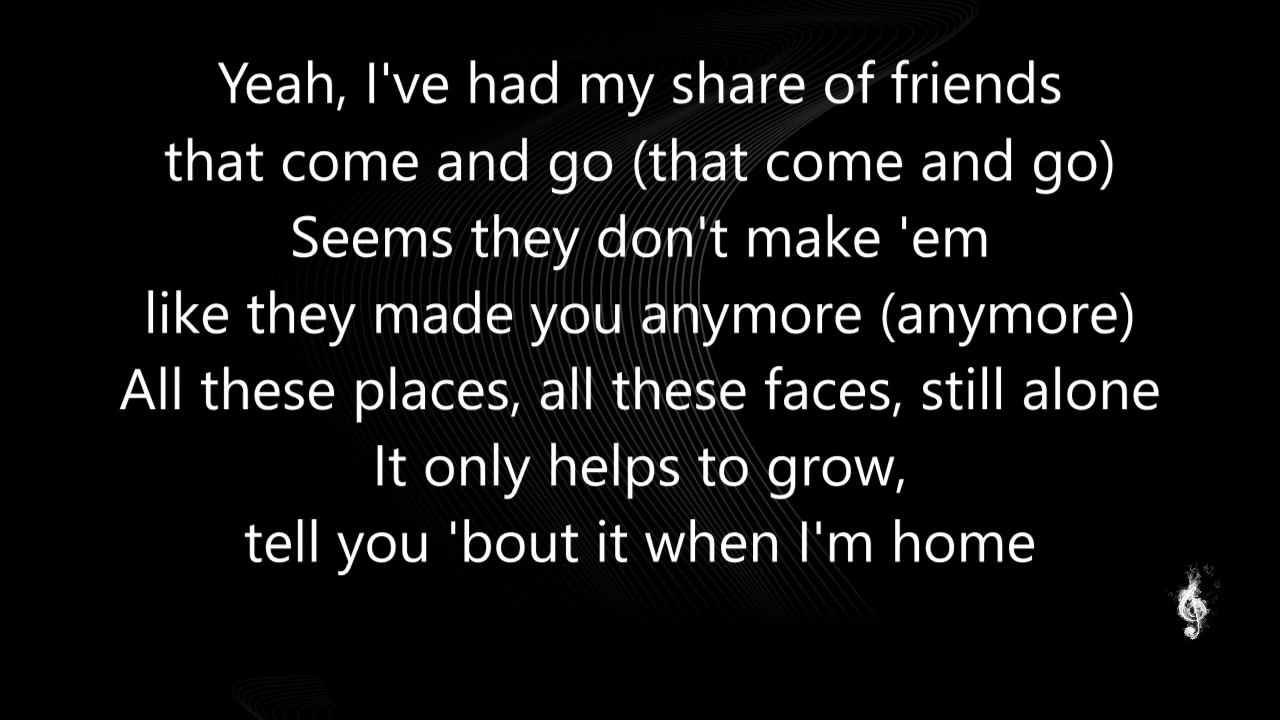 Yeah, I've had my share of friends
that come and go (that come and go)
Seems they don't make 'em
like they made you anymore (anymore)
All these places, all these faces, still alone
It only helps to grow,
tell you 'bout it when I'm home